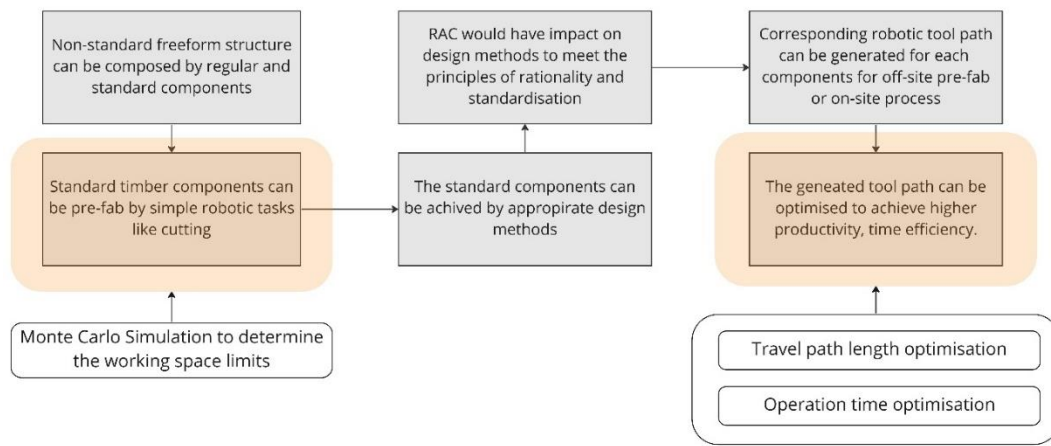 Non-standard freeform structure
can be composed by regular and
standard components
Standard timber components can
be pre-fab by simple robotic tasks
like cutting
Monte Carlo Simulation to determine
the working space limits
RAC would have impact on
design methods to meet the
principles of rationality and
standardisation
The standard components can
be achived by appropirate design
methods
Corresponding robotic tool path
can be generated for each
components for off-site pre-fab
or on-site process
The geneated tool path can be
optimised to achieve higher
productivity, time efficiency.
Travel path length optimisation
Operation time optimisation